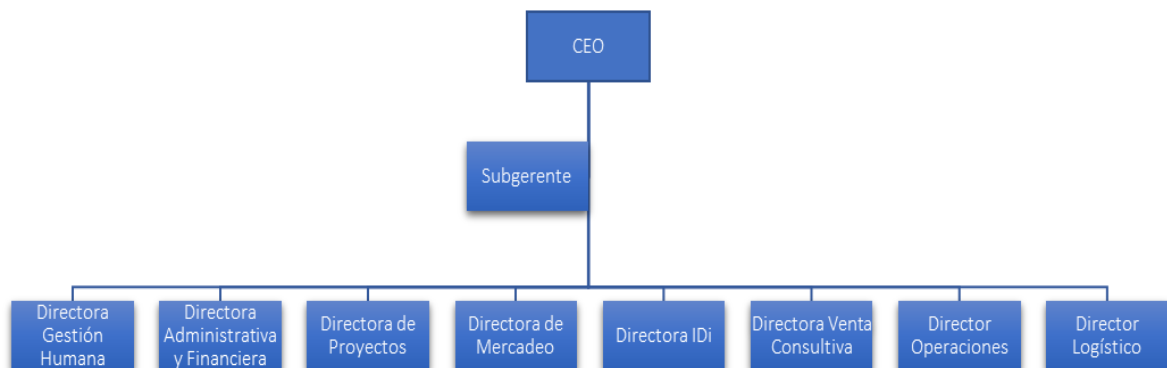 CEO
Subgerente
Directora
Gestión
Humana
Directora
Administrativa
y Financiera
Directora de
Proyectos
Directora de
Mercadeo
Directora IDi
Directora Venta
Consultiva
Director
Operaciones
Director
Logístico